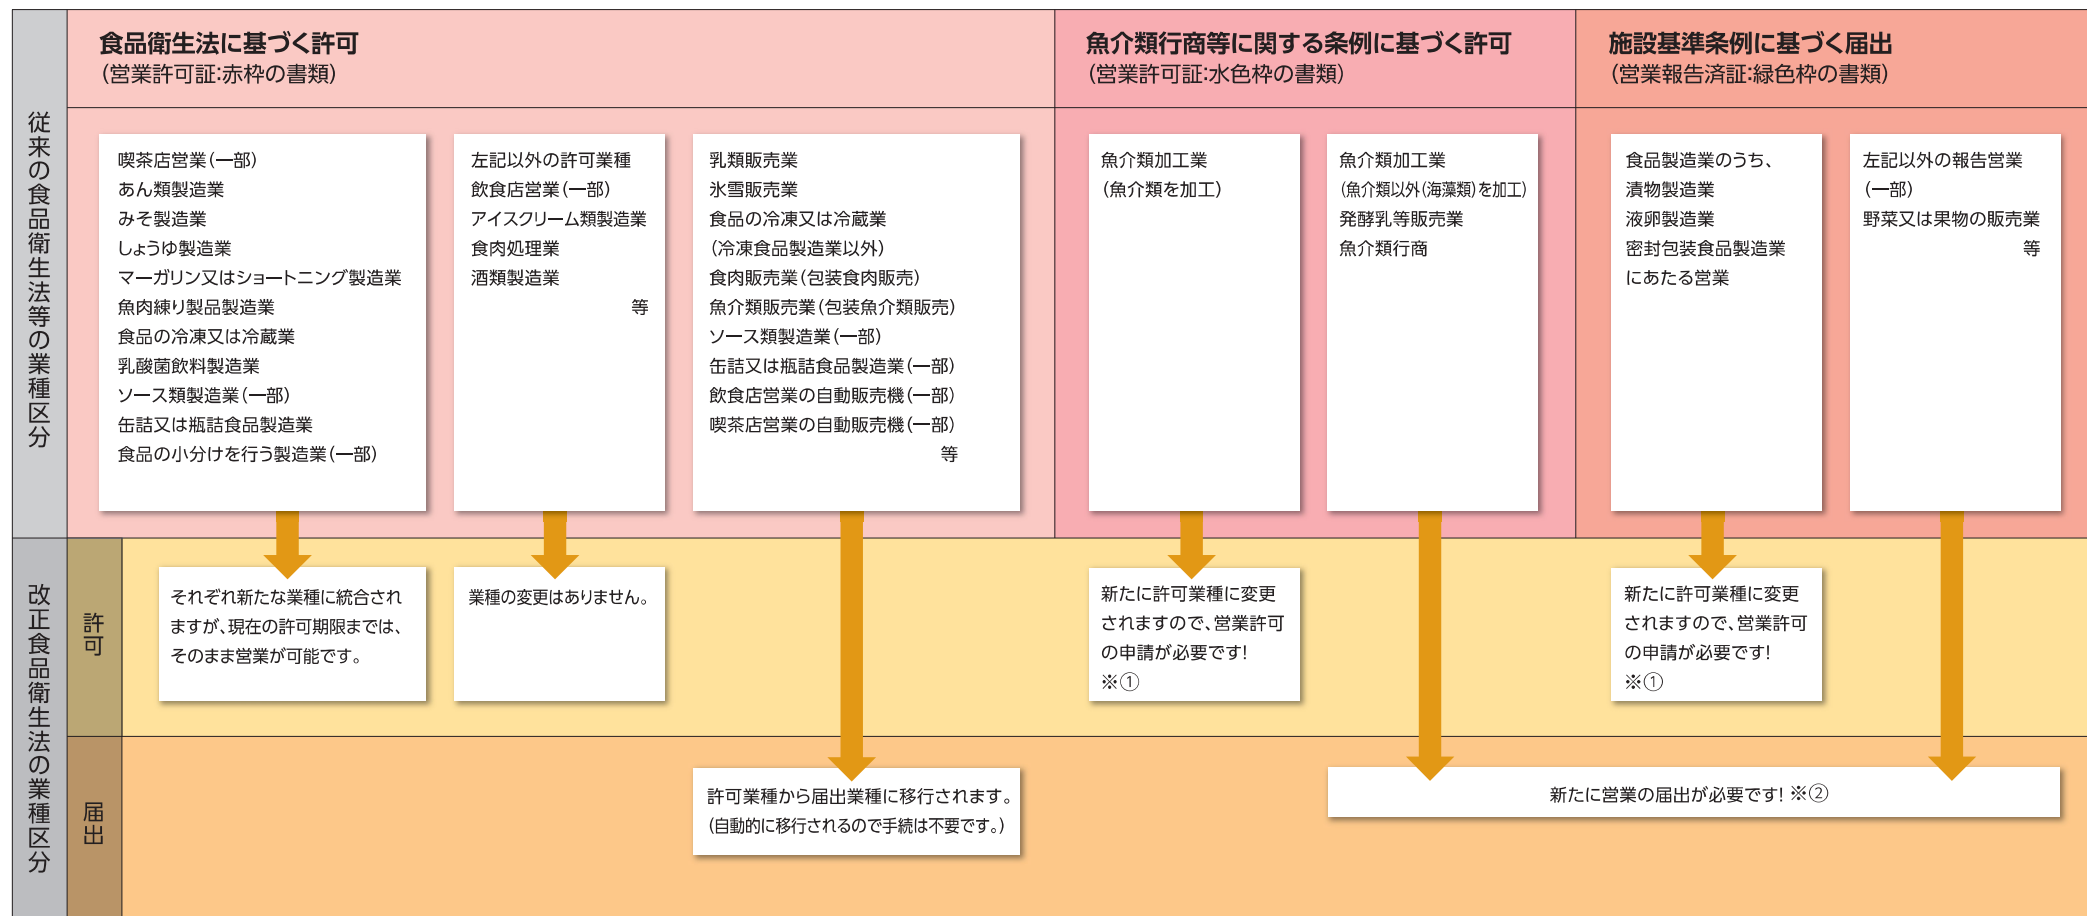 従来の食品衛生法等の業種区分
食品衛生法に基づく許可
(営業許可証:赤枠の書類)
魚介類行商等に関する条例に基づく許可
(営業許可証:水色枠の書類)
施設基準条例に基づく届出
(営業報告済証:緑色枠の書類)
喫茶店営業(一部)
あん類製造業
みそ製造業
しょうゆ製造業
マーガリン又はショートニング製造業
魚肉練り製品製造業
食品の冷凍又は冷蔵業
乳酸菌飲料製造業
ソース類製造業(一部)
缶詰又は瓶詰食品製造業
食品の小分けを行う製造業(一部)
左記以外の許可業種
飲食店営業(一部)
アイスクリーム類製造業
食肉処理業
酒類製造業
等
乳類販売業
氷雪販売業
食品の冷凍又は冷蔵業
(冷凍食品製造業以外)
食肉販売業(包装食肉販売)
魚介類販売業(包装魚介類販売)
ソース類製造業(一部)
缶詰又は瓶詰食品製造業(一部)
飲食店営業の自動販売機(一部)
喫茶店営業の自動販売機(一部)
等
魚介類加工業
(魚介類を加工)
魚介類加工業
(魚介類以外(海藻類)を加工)
発酵乳等販売業
魚介類行商
食品製造業のうち、
漬物製造業
液卵製造業
密封包装食品製造業
にあたる営業
左記以外の報告営業
(一部)
野菜又は果物の販売業
等
改正食品衛生法の業種区分
許可
それぞれ新たな業種に統合され
ますが、現在の許可期限までは、
そのまま営業が可能です。
業種の変更はありません。
新たに許可業種に変更
されますので、営業許可
の申請が必要です!
※①
新たに許可業種に変更
されますので、営業許可
の申請が必要です!
※①
届出
許可業種から届出業種に移行されます。
(自動的に移行されるので手続は不要です。)
新たに営業の届出が必要です!※②